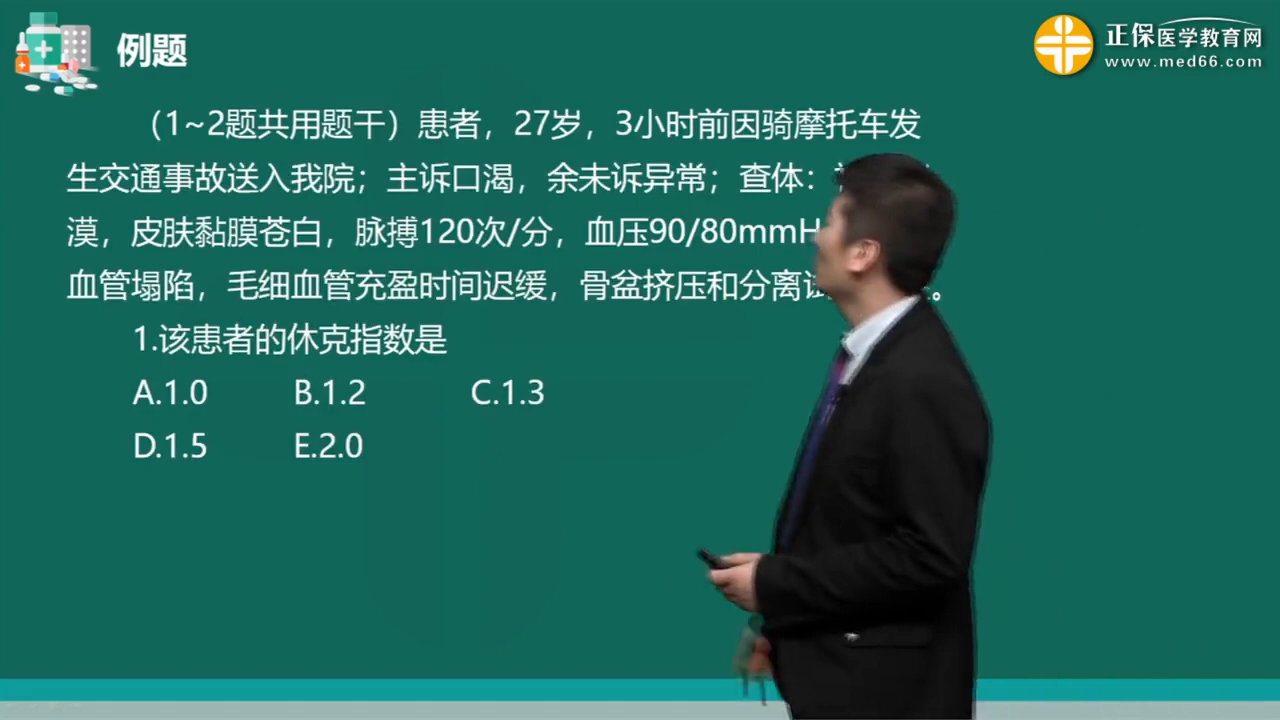 例题
正保医学教育网
www.med66.com
（1~2题共用题干）患者，27岁，3小时前因骑摩托车发
生交通事故送入我院；主诉口渴，余未诉异常；查体：
漠，皮肤黏膜苍白，脉搏120次/分，血压90/80mmH
血管塌陷，毛细血管充盈时间迟缓，骨盆挤压和分离试 。
1.该患者的休克指数是
A.1.0 B.1.2 C.1.3
D.1.5 E.2.0